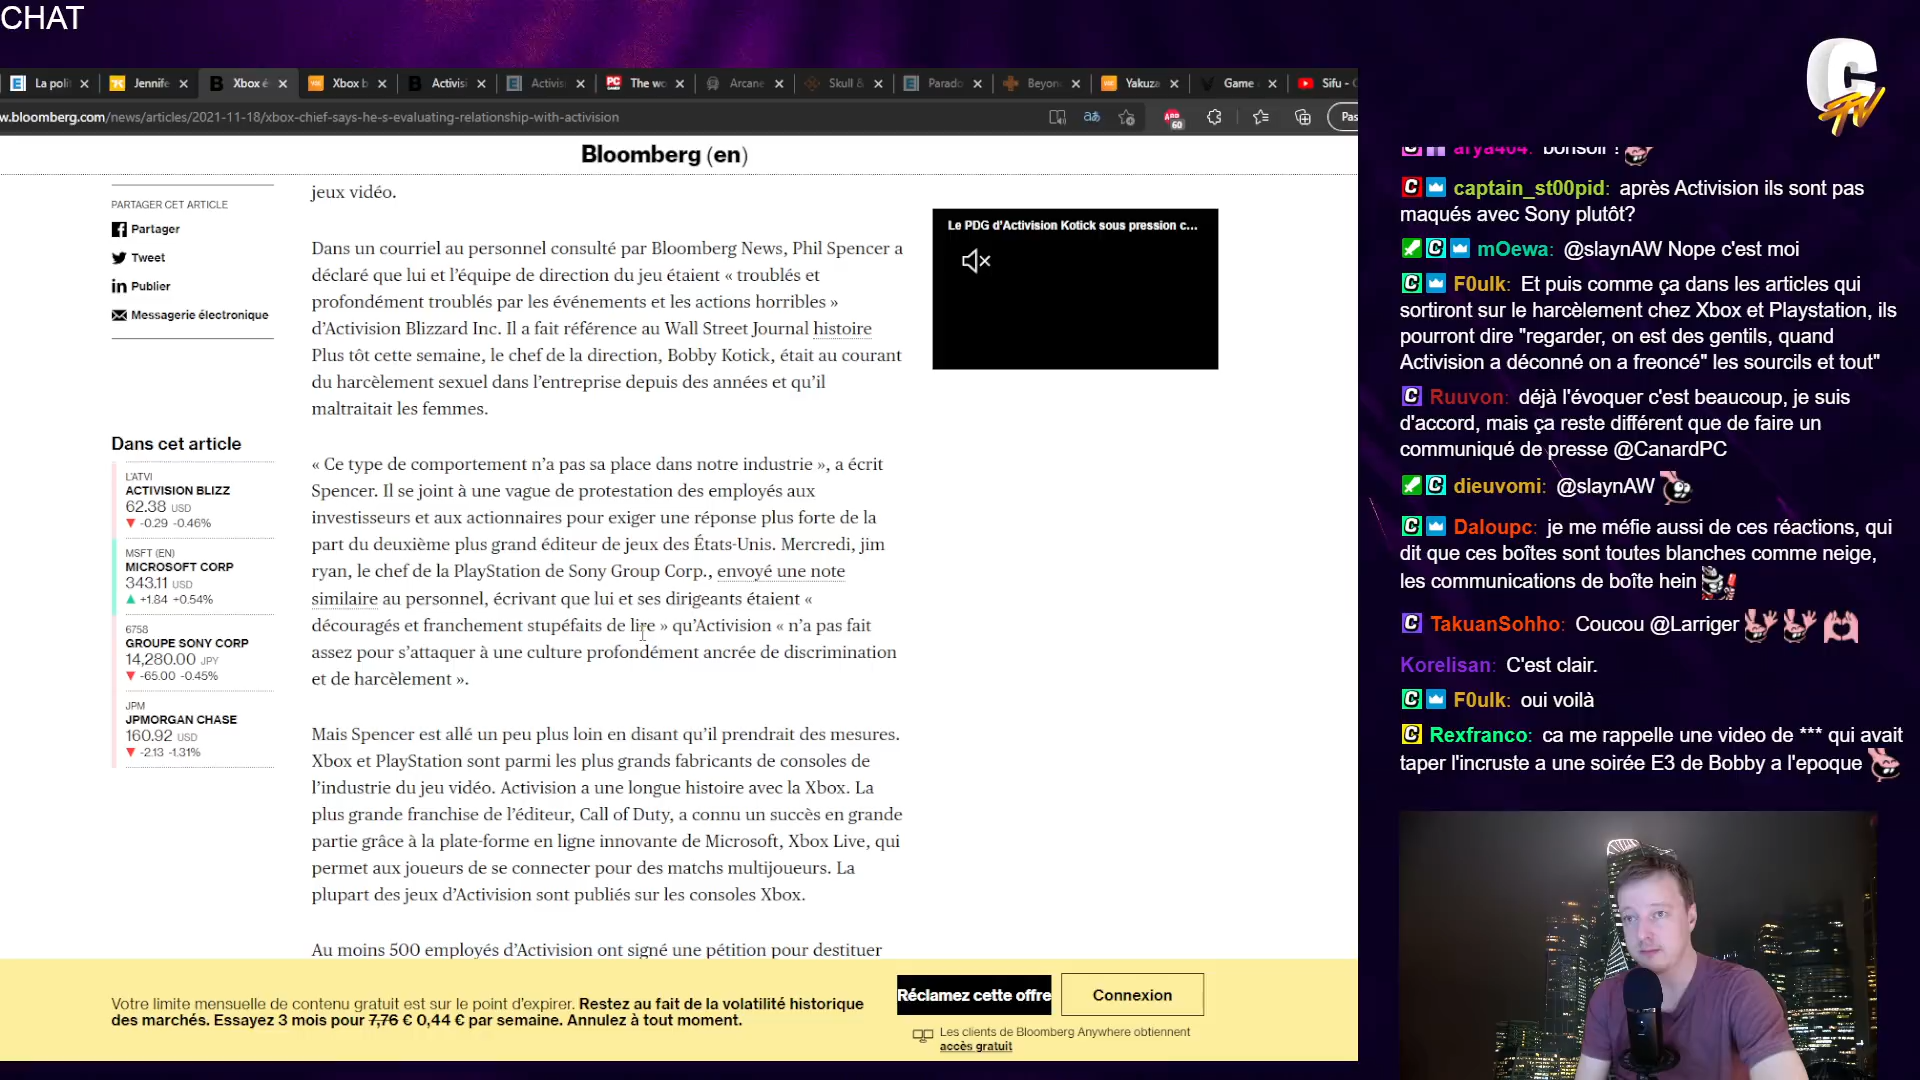 CHAT
La poli
Jennife
Xbox é
Xbox b
Activisi
Activis
The wo
Arcane
Skull &
Parado
Beyon
Yakuza
Game
Sifu - C
w.bloomberg.com/news/articles/2021-11-18/xbox-chief-says-he-s-evaluating-relationship-with-activision
60
Pas
Bloomberg (en)
PARTAGER CET ARTICLE
Partager
Tweet
Publier
Messagerie électronique
Dans cet article
L'ATVI
ACTIVISION BLIZZ
62.38 USD
▼ -0.29 -0.46%
MSFT (EN)
MICROSOFT CORP
343.11 USD
▲ +1.84 +0.54%
6758
GROUPE SONY CORP
14,280.00 JPY
▼ -65.00 -0.45%
JPM
JPMORGAN CHASE
160.92 USD
▼ -2.13 -1.31%
jeux vidéo.
Dans un courriel au personnel consulté par Bloomberg News, Phil Spencer a
déclaré que lui et l’équipe de direction du jeu étaient « troublés et
profondément troublés par les événements et les actions horribles »
d’Activision Blizzard Inc. Il a fait référence au Wall Street Journal histoire
Plus tôt cette semaine, le chef de la direction, Bobby Kotick, était au courant
du harcèlement sexuel dans l’entreprise depuis des années et qu’il
maltraitait les femmes.
« Ce type de comportement n’a pas sa place dans notre industrie », a écrit
Spencer. Il se joint à une vague de protestation des employés aux
investisseurs et aux actionnaires pour exiger une réponse plus forte de la
part du deuxième plus grand éditeur de jeux des États-Unis. Mercredi, jim
ryan, le chef de la PlayStation de Sony Group Corp., envoyé une note
similaire au personnel, écrivant que lui et ses dirigeants étaient «
découragés et franchement stupéfaits de lire » qu’Activision « n’a pas fait
assez pour s’attaquer à une culture profondément ancrée de discrimination
et de harcèlement ».
Mais Spencer est allé un peu plus loin en disant qu’il prendrait des mesures.
Xbox et PlayStation sont parmi les plus grands fabricants de consoles de
l’industrie du jeu vidéo. Activision a une longue histoire avec la Xbox. La
plus grande franchise de l’éditeur, Call of Duty, a connu un succès en grande
partie grâce à la plate-forme en ligne innovante de Microsoft, Xbox Live, qui
permet aux joueurs de se connecter pour des matchs multijoueurs. La
plupart des jeux d’Activision sont publiés sur les consoles Xbox.
Au moins 500 employés d’Activision ont signé une pétition pour destituer
Le PDG d’Activision Kotick sous pression c...
Votre limite mensuelle de contenu gratuit est sur le point d’expirer. Restez au fait de la volatilité historique
des marchés. Essayez 3 mois pour 7,76 € 0,44 € par semaine. Annulez à tout moment.
Réclamez cette offre
Connexion
Les clients de Bloomberg Anywhere obtiennent
accès gratuit
C
TV
arya404: bonsoir !
captain_st00pid: après Activision ils sont pas
maqués avec Sony plutôt?
mOewa: @slaynAW Nope c'est moi
F0ulk: Et puis comme ça dans les articles qui
sortiront sur le harcèlement chez Xbox et Playstation, ils
pourront dire "regarder, on est des gentils, quand
Activision a déconné on a freoncé" les sourcils et tout"
Ruuvon: déjà l'évoquer c'est beaucoup, je suis
d'accord, mais ça reste différent que de faire un
communiqué de presse @CanardPC
dieuvomi: @slaynAW
Daloupc: je me méfie aussi de ces réactions, qui
dit que ces boîtes sont toutes blanches comme neige,
les communications de boîte hein
TakuanSohho: Coucou @Larriger
Korelisan: C'est clair.
F0ulk: oui voilà
Rexfranco: ca me rappelle une video de *** qui avait
taper l'incruste a une soirée E3 de Bobby a l'epoque